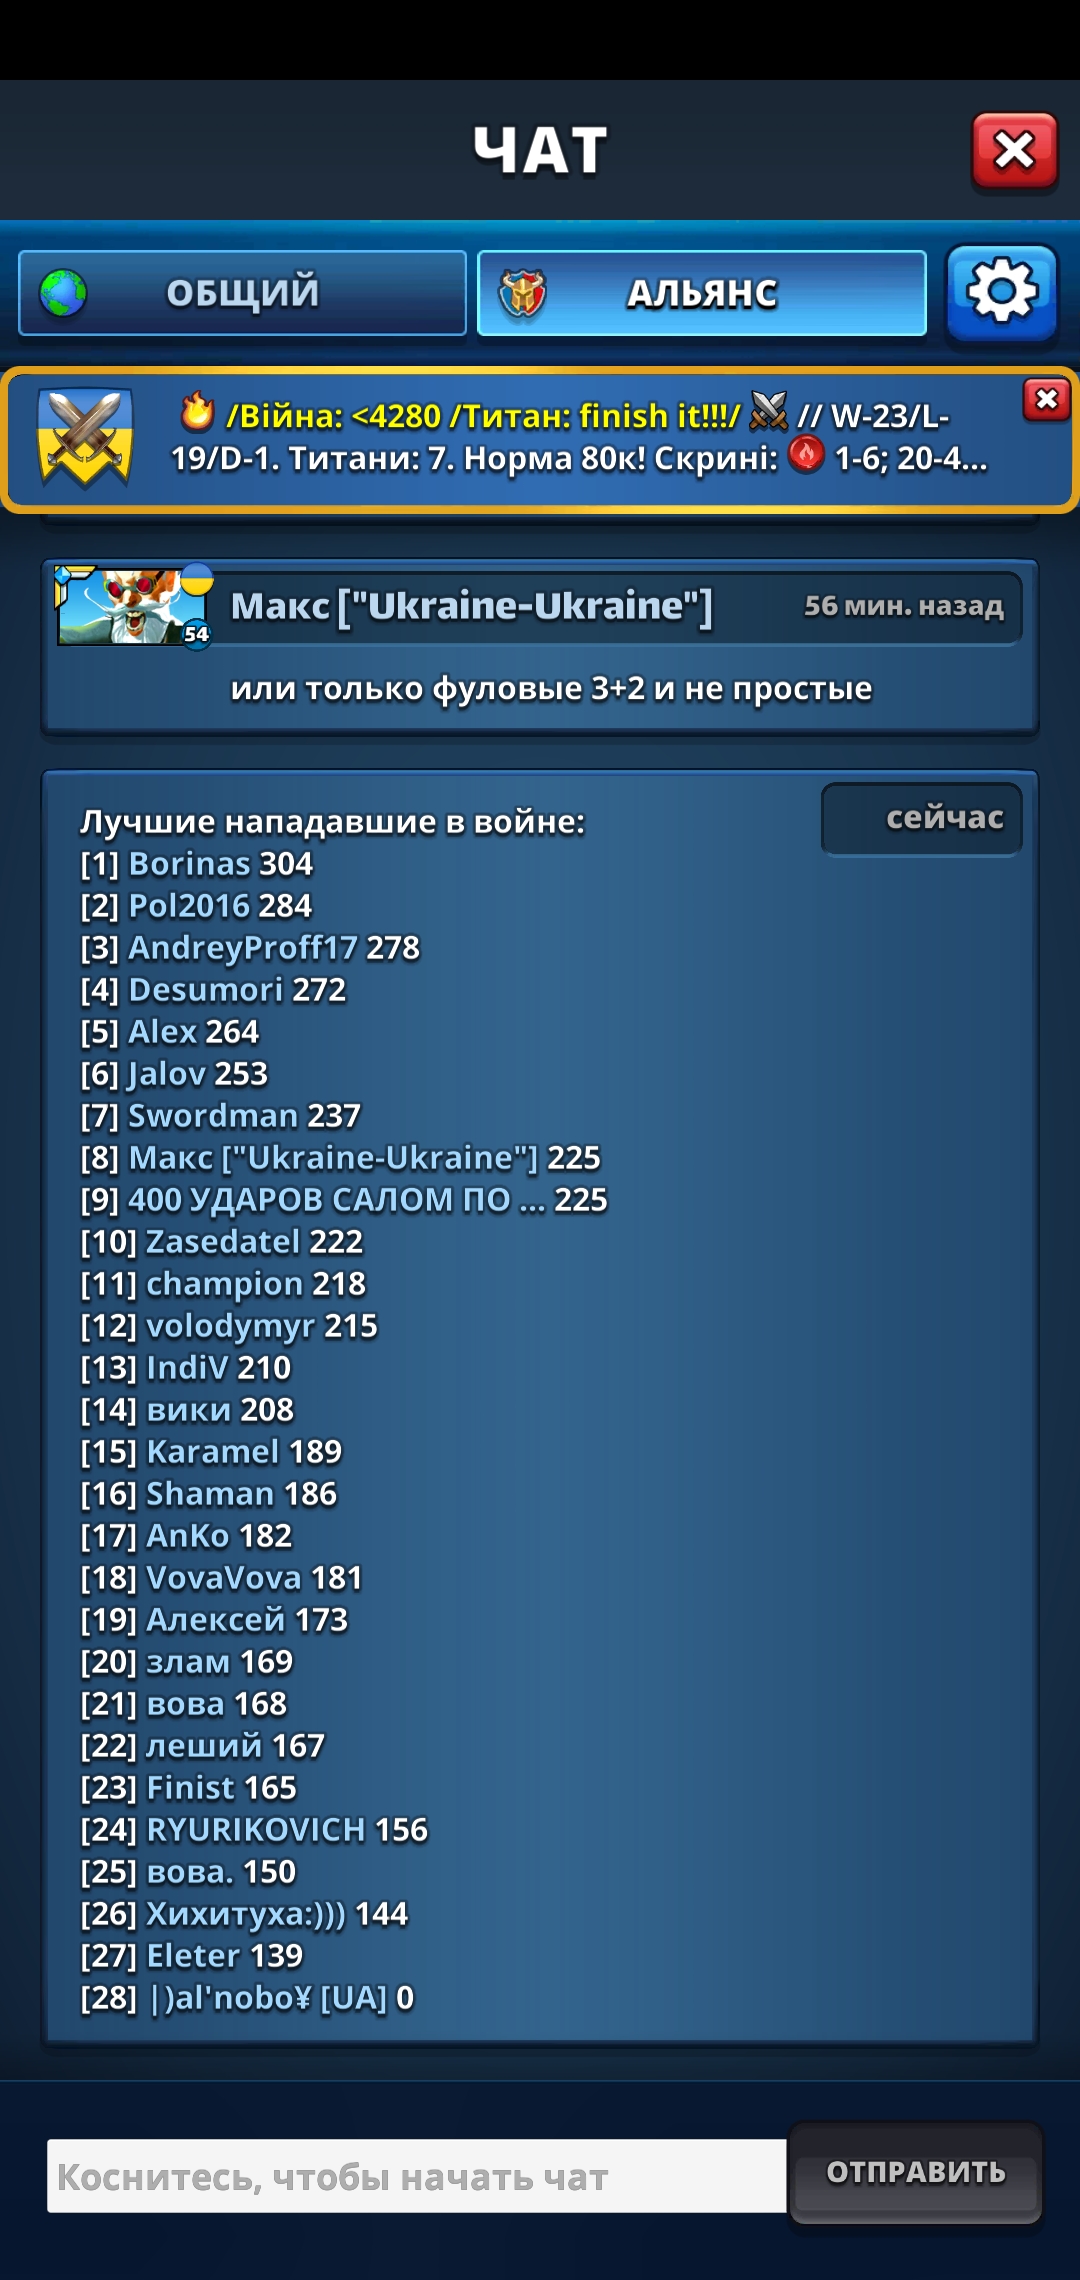 ЧАТ
ОБЩИЙ
АЛЬЯНС
/Війна: <4280 /Титан: finish it!!!/ // W-23/L-
19/D-1. Титани: 7. Норма 80к! Скрині: 1-6; 20-4...
54
Макс ["Ukraine-Ukraine"]
56 мин. назад
или только фуловые 3+2 и не простые
сейчас
Лучшие нападавшие в войне:
[1] Borinas 304
[2] Pol2016 284
[3] AndreyProff17 278
[4] Desumori 272
[5] Alex 264
[6] Jalov 253
[7] Swordman 237
[8] Макс ["Ukraine-Ukraine"] 225
[9] 400 УДАРОВ САЛОМ ПО ... 225
[10] Zasedatel 222
[11] champion 218
[12] volodymyr 215
[13] IndiV 210
[14] вики 208
[15] Karamel 189
[16] Shaman 186
[17] AnKo 182
[18] VovaVova 181
[19] Алексей 173
[20] злам 169
[21] вова 168
[22] леший 167
[23] Finist 165
[24] RYURIKOVICH 156
[25] вова. 150
[26] Хихитуха:))) 144
[27] Eleter 139
[28] |)al'nobo¥ [UA] 0
Коснитесь, чтобы начать чат
ОТПРАВИТЬ